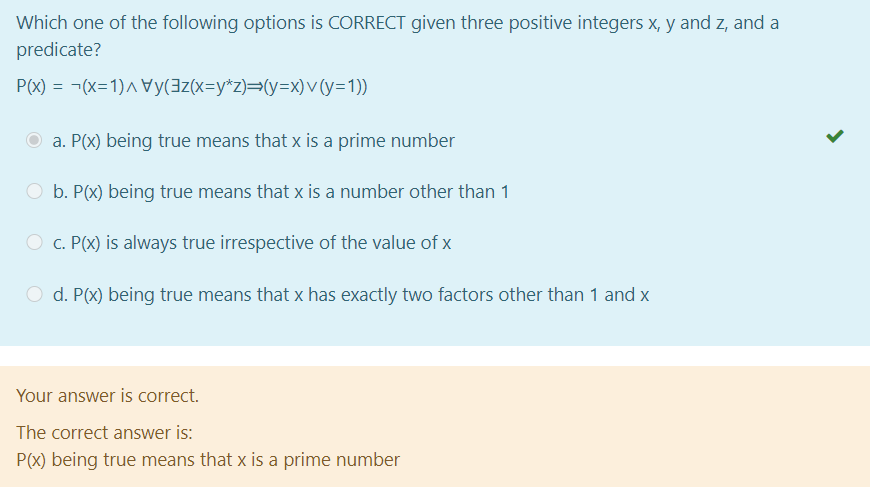 Which one of the following options is CORRECT given three positive integers x, y and z, and a
predicate?
P(x) = ¬(x=1)∧∀y(∃z(x=y*z)⇒(y=x)∨(y=1))
a. P(x) being true means that x is a prime number
b. P(x) being true means that x is a number other than 1
c. P(x) is always true irrespective of the value of x
d. P(x) being true means that x has exactly two factors other than 1 and x
Your answer is correct.
The correct answer is:
P(x) being true means that x is a prime number